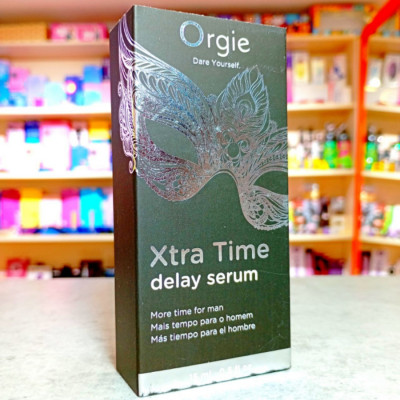 Orgie
Dare Yourself.
Xtra Time
delay serum
More time for man
Mais tempo para o homem
Más tiempo para el hombre